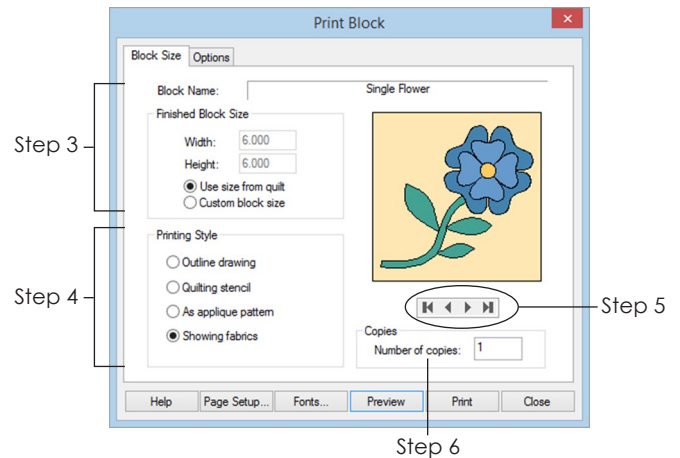 Print Block
Block Size Options
Block Name: Single Flower
Finished Block Size
Width: 6.000
Height: 6.000
Use size from quilt
Custom block size
Step 3
Printing Style
Outline drawing
Quilting stencil
As applique pattern
Showing fabrics
Step 4
Step 5
Copies
Number of copies: 1
Help Page Setup... Fonts... Preview Print Close
Step 6